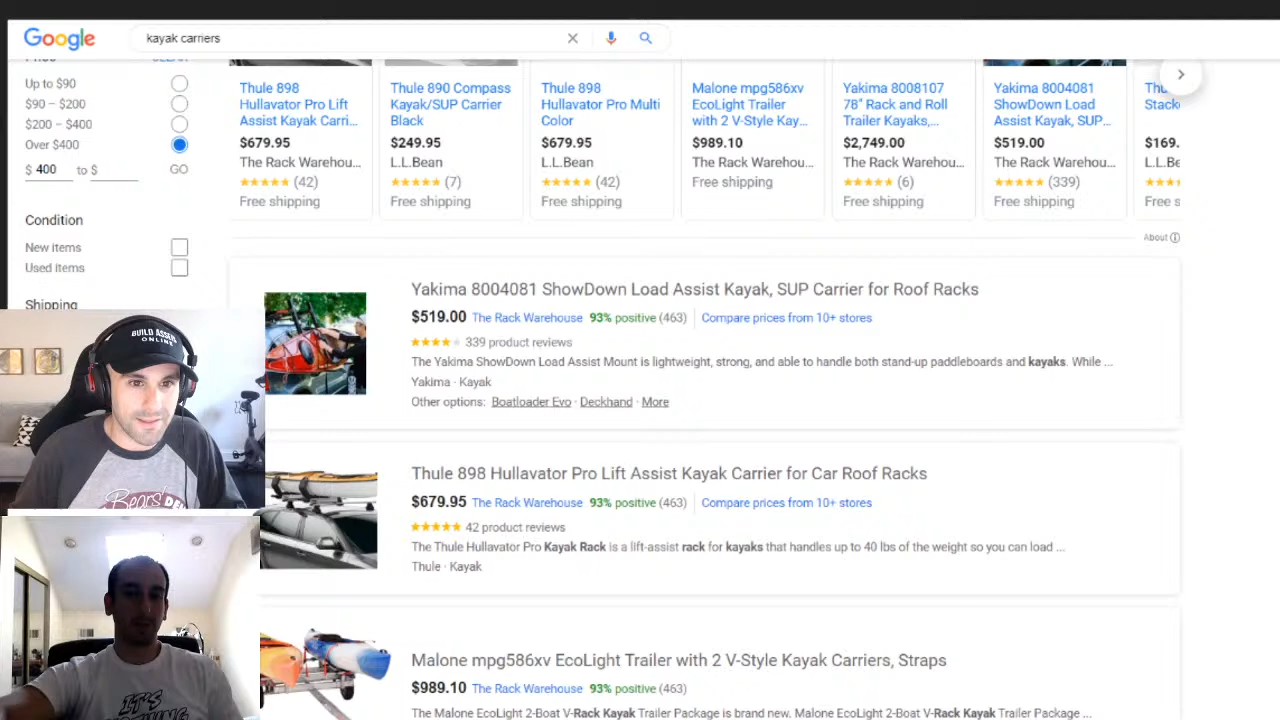 Google
kayak carriers
CLEAR
Up to $90
$90 – $200
$200 – $400
Over $400
$ 400 to $ GO
Condition
New items
Used items
Shipping
Thule 898
Hullavator Pro Lift
Assist Kayak Carri...
$679.95
The Rack Warehou...
(42)
Free shipping
Thule 890 Compass
Kayak/SUP Carrier
Black
$249.95
L.L.Bean
(7)
Free shipping
Thule 898
Hullavator Pro Multi
Color
$679.95
L.L.Bean
(42)
Free shipping
Malone mpg586xv
EcoLight Trailer
with 2 V-Style Kay...
$989.10
The Rack Warehou...
Free shipping
Yakima 8008107
78" Rack and Roll
Trailer Kayaks,...
$2,749.00
The Rack Warehou...
(6)
Free shipping
Yakima 8004081
ShowDown Load
Assist Kayak, SUP...
$519.00
The Rack Warehou...
(339)
Free shipping
Thu
Stack
$169.
L.L.Be
Free s
About
Yakima 8004081 ShowDown Load Assist Kayak, SUP Carrier for Roof Racks
$519.00 The Rack Warehouse 93% positive (463) Compare prices from 10+ stores
339 product reviews
The Yakima ShowDown Load Assist Mount is lightweight, strong, and able to handle both stand-up paddleboards and kayaks. While ...
Yakima · Kayak
Other options: Boatloader Evo · Deckhand · More
Thule 898 Hullavator Pro Lift Assist Kayak Carrier for Car Roof Racks
$679.95 The Rack Warehouse 93% positive (463) Compare prices from 10+ stores
42 product reviews
The Thule Hullavator Pro Kayak Rack is a lift-assist rack for kayaks that handles up to 40 lbs of the weight so you can load ...
Thule · Kayak
Malone mpg586xv EcoLight Trailer with 2 V-Style Kayak Carriers, Straps
$989.10 The Rack Warehouse 93% positive (463)
The Malone EcoLight 2-Boat V-Rack Kayak Trailer Package is brand new. Malone EcoLight 2-Boat V-Rack Kayak Trailer Package ...
BUILD ASSETS
ONLINE
Bears
IT'S